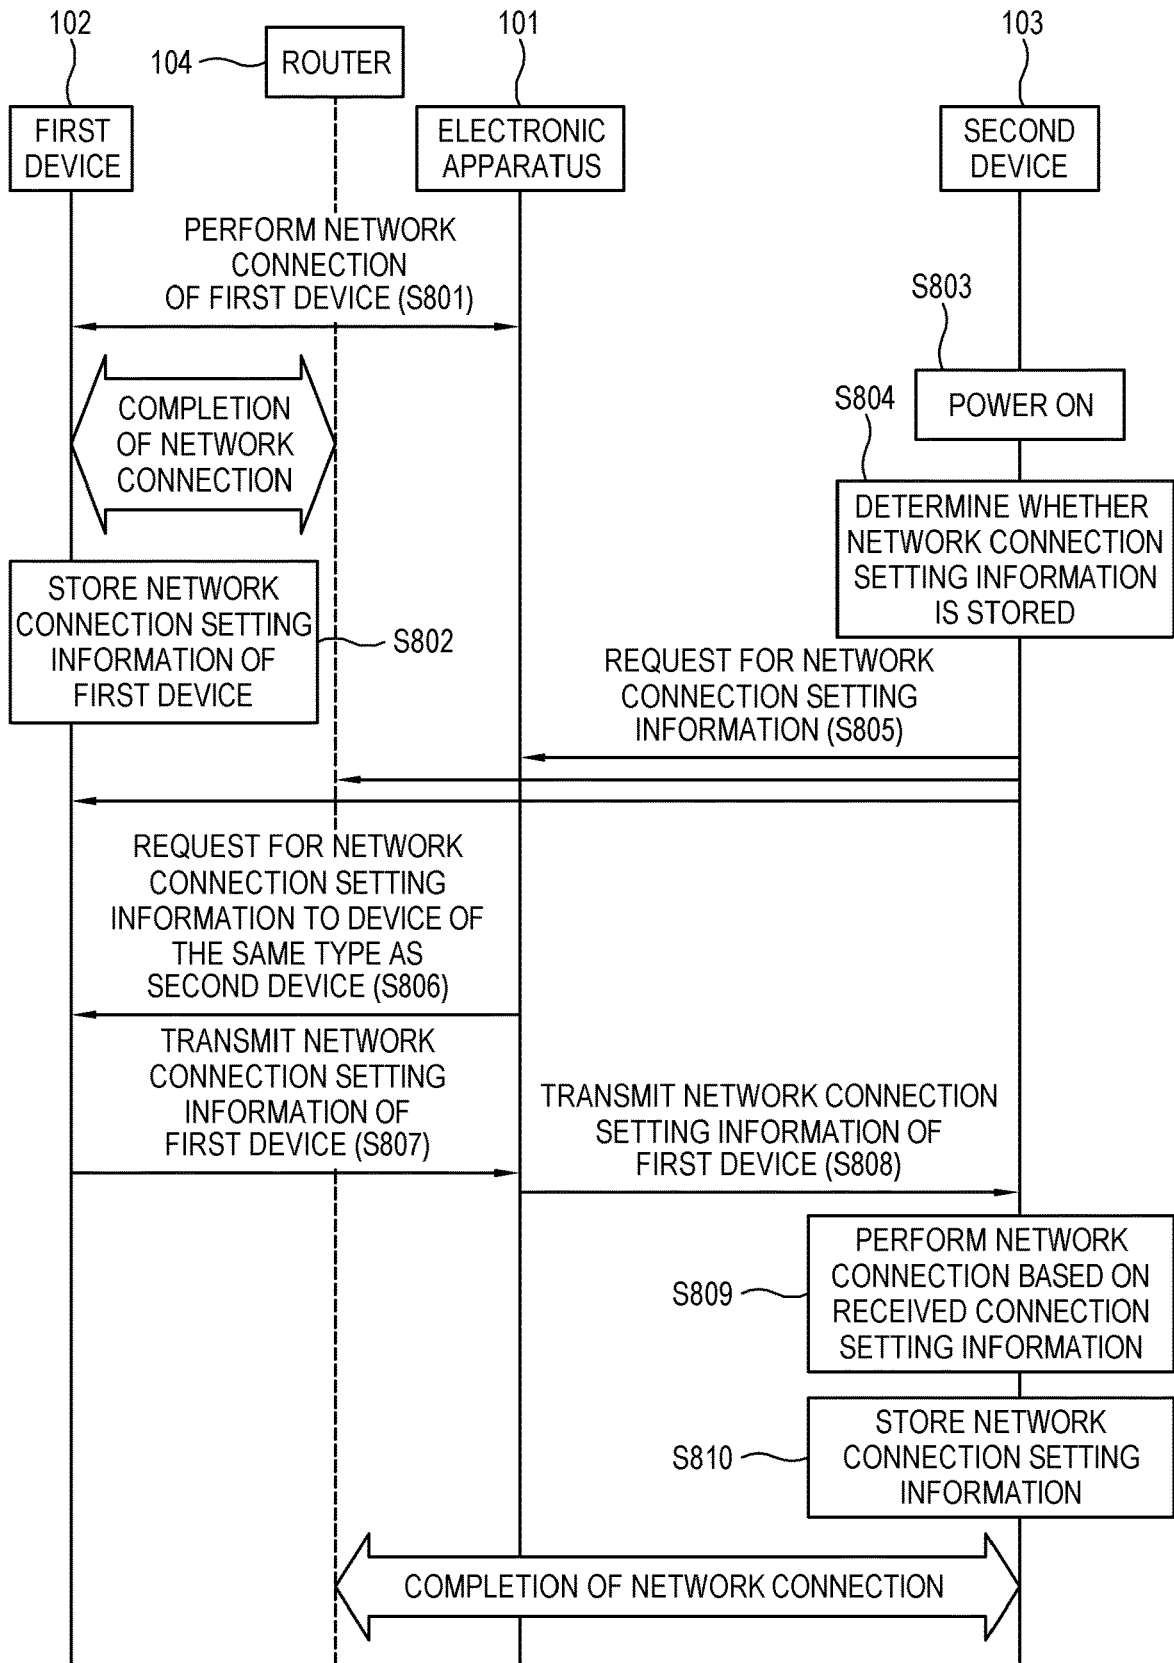 102
101
103
104
ROUTER
FIRST
DEVICE
ELECTRONIC
APPARATUS
SECOND
DEVICE
PERFORM NETWORK
CONNECTION
OF FIRST DEVICE (S801)
S803
POWER ON
COMPLETION
OF NETWORK
CONNECTION
S804
DETERMINE WHETHER
NETWORK CONNECTION
SETTING INFORMATION
IS STORED
STORE NETWORK
CONNECTION SETTING
INFORMATION OF
FIRST DEVICE
S802
REQUEST FOR NETWORK
CONNECTION SETTING
INFORMATION (S805)
REQUEST FOR NETWORK
CONNECTION SETTING
INFORMATION TO DEVICE OF
THE SAME TYPE AS
SECOND DEVICE (S806)
TRANSMIT NETWORK
CONNECTION SETTING
INFORMATION OF
FIRST DEVICE (S807)
TRANSMIT NETWORK CONNECTION
SETTING INFORMATION OF
FIRST DEVICE (S808)
S809
PERFORM NETWORK
CONNECTION BASED ON
RECEIVED CONNECTION
SETTING INFORMATION
S810
STORE NETWORK
CONNECTION SETTING
INFORMATION
COMPLETION OF NETWORK CONNECTION